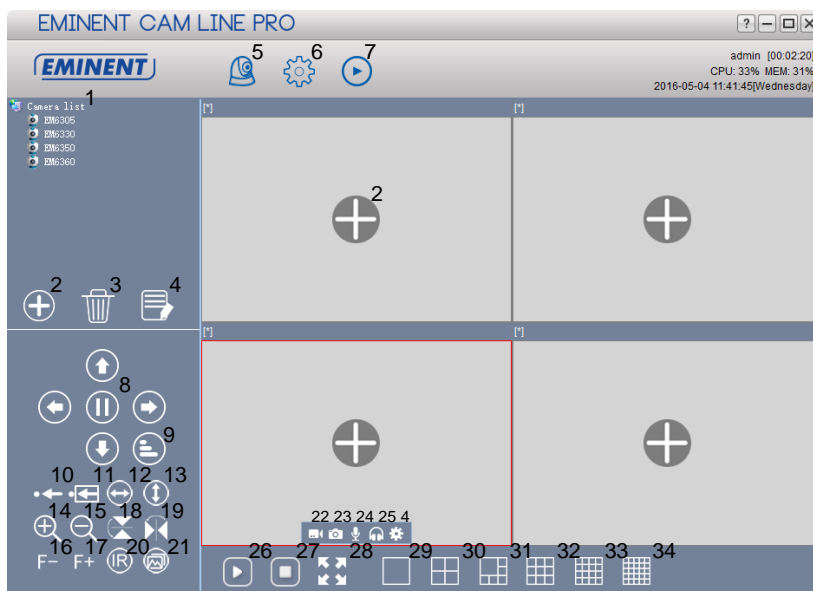 EMINENT CAM LINE PRO
?
EMINENT
5 6 7
admin [00:02:20]
CPU: 33% MEM: 31%
2016-05-04 11:41:45[Wednesday]
1
Camera list
EM6305
EM6330
EM6350
EM6360
[*] [*]
2
2 3 4
[*] [*]
8
9
10 11 12 13
14 15 18 19
16 17 20 21
F- F+ IR
22 23 24 25 4
26 27 28 29 30 31 32 33 34